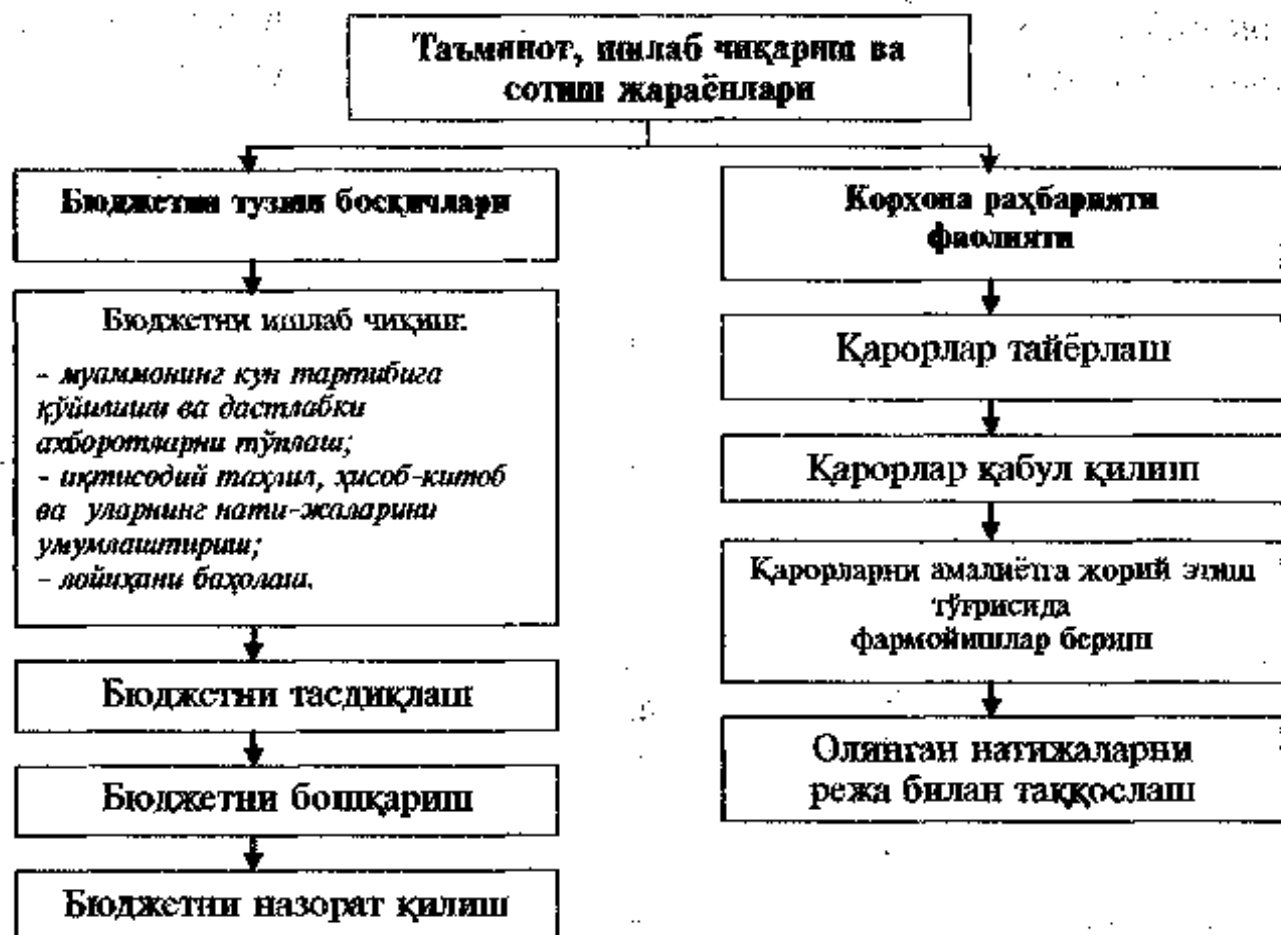 Таъминот, ишлаб чиқариш ва
сотиш жараёнлари
Бюджетни тузиш босқичлари
Бюджетни ишлаб чиқиш:
- муаммонинг кун тартибига
қўйилиши ва дастлабки
ахборотларни тўплаш;
- иқтисодий таҳлил, ҳисоб-китоб
ва уларнинг нати-жаларини
умумлаштириш;
- лойиҳани баҳолаш.
Бюджетни тасдиқлаш
Бюджетни бошқариш
Бюджетни назорат қилиш
Корхона раҳбарияти
фаолияти
Қарорлар тайёрлаш
Қарорлар қабул қилиш
Қарорларни амалиётга жорий этиш
тўғрисида
фармойишлар бериш
Олинган натижаларни
режа билан таққослаш